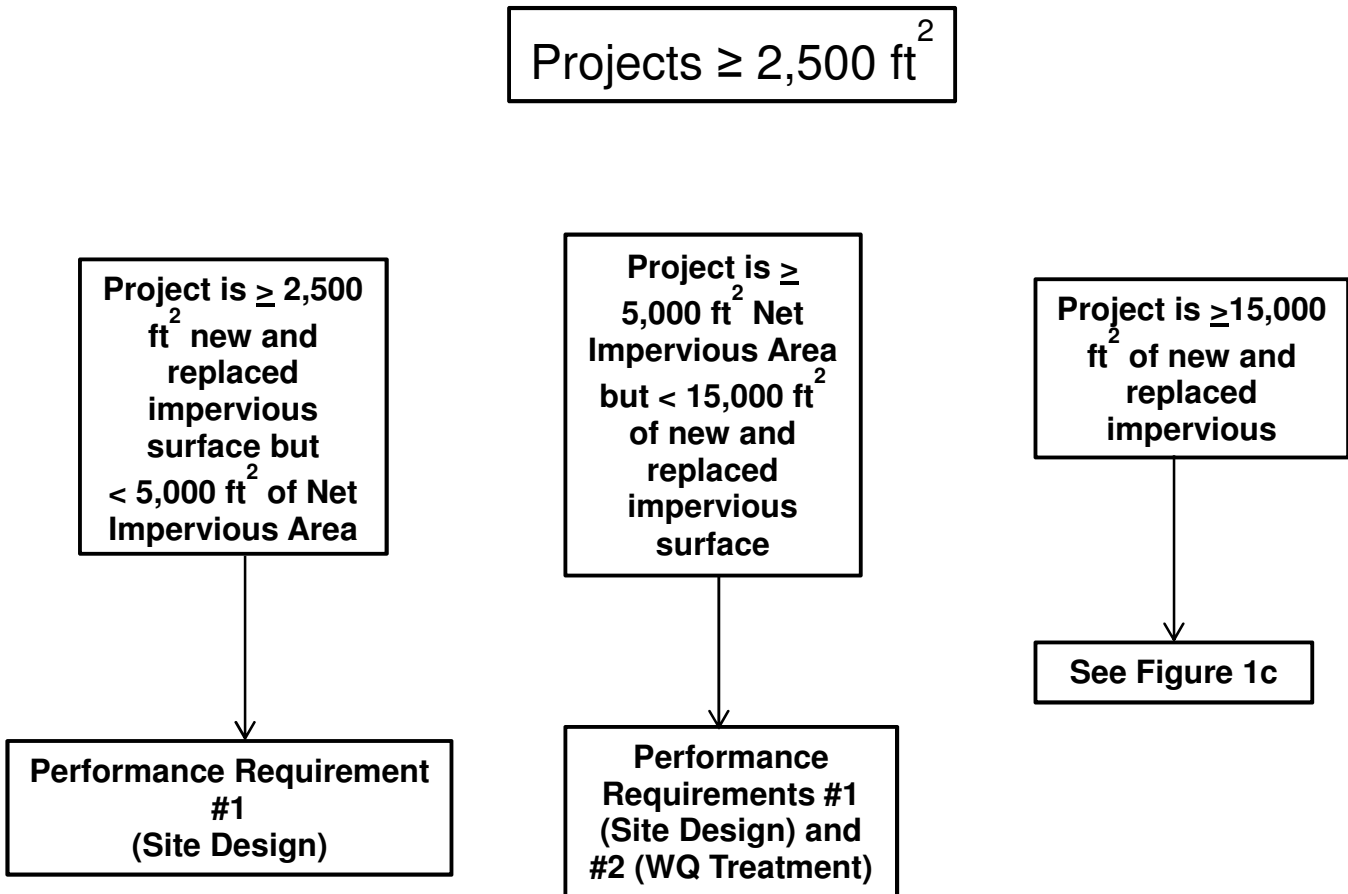 Projects ≥ 2,500 ft²
Project is ≥ 2,500
ft² new and
replaced
impervious
surface but
< 5,000 ft² of Net
Impervious Area
Project is ≥
5,000 ft² Net
Impervious Area
but < 15,000 ft²
of new and
replaced
impervious
surface
Project is ≥15,000
ft² of new and
replaced
impervious
See Figure 1c
Performance Requirement
#1
(Site Design)
Performance
Requirements #1
(Site Design) and
#2 (WQ Treatment)